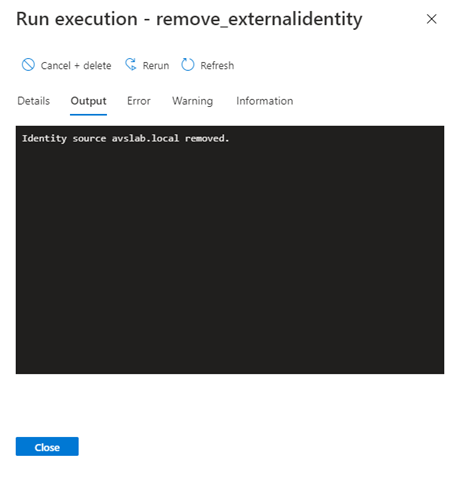 Run execution - remove_externalidentity
Cancel + delete Rerun Refresh
Details Output Error Warning Information
Identity source avslab.local removed.
Close